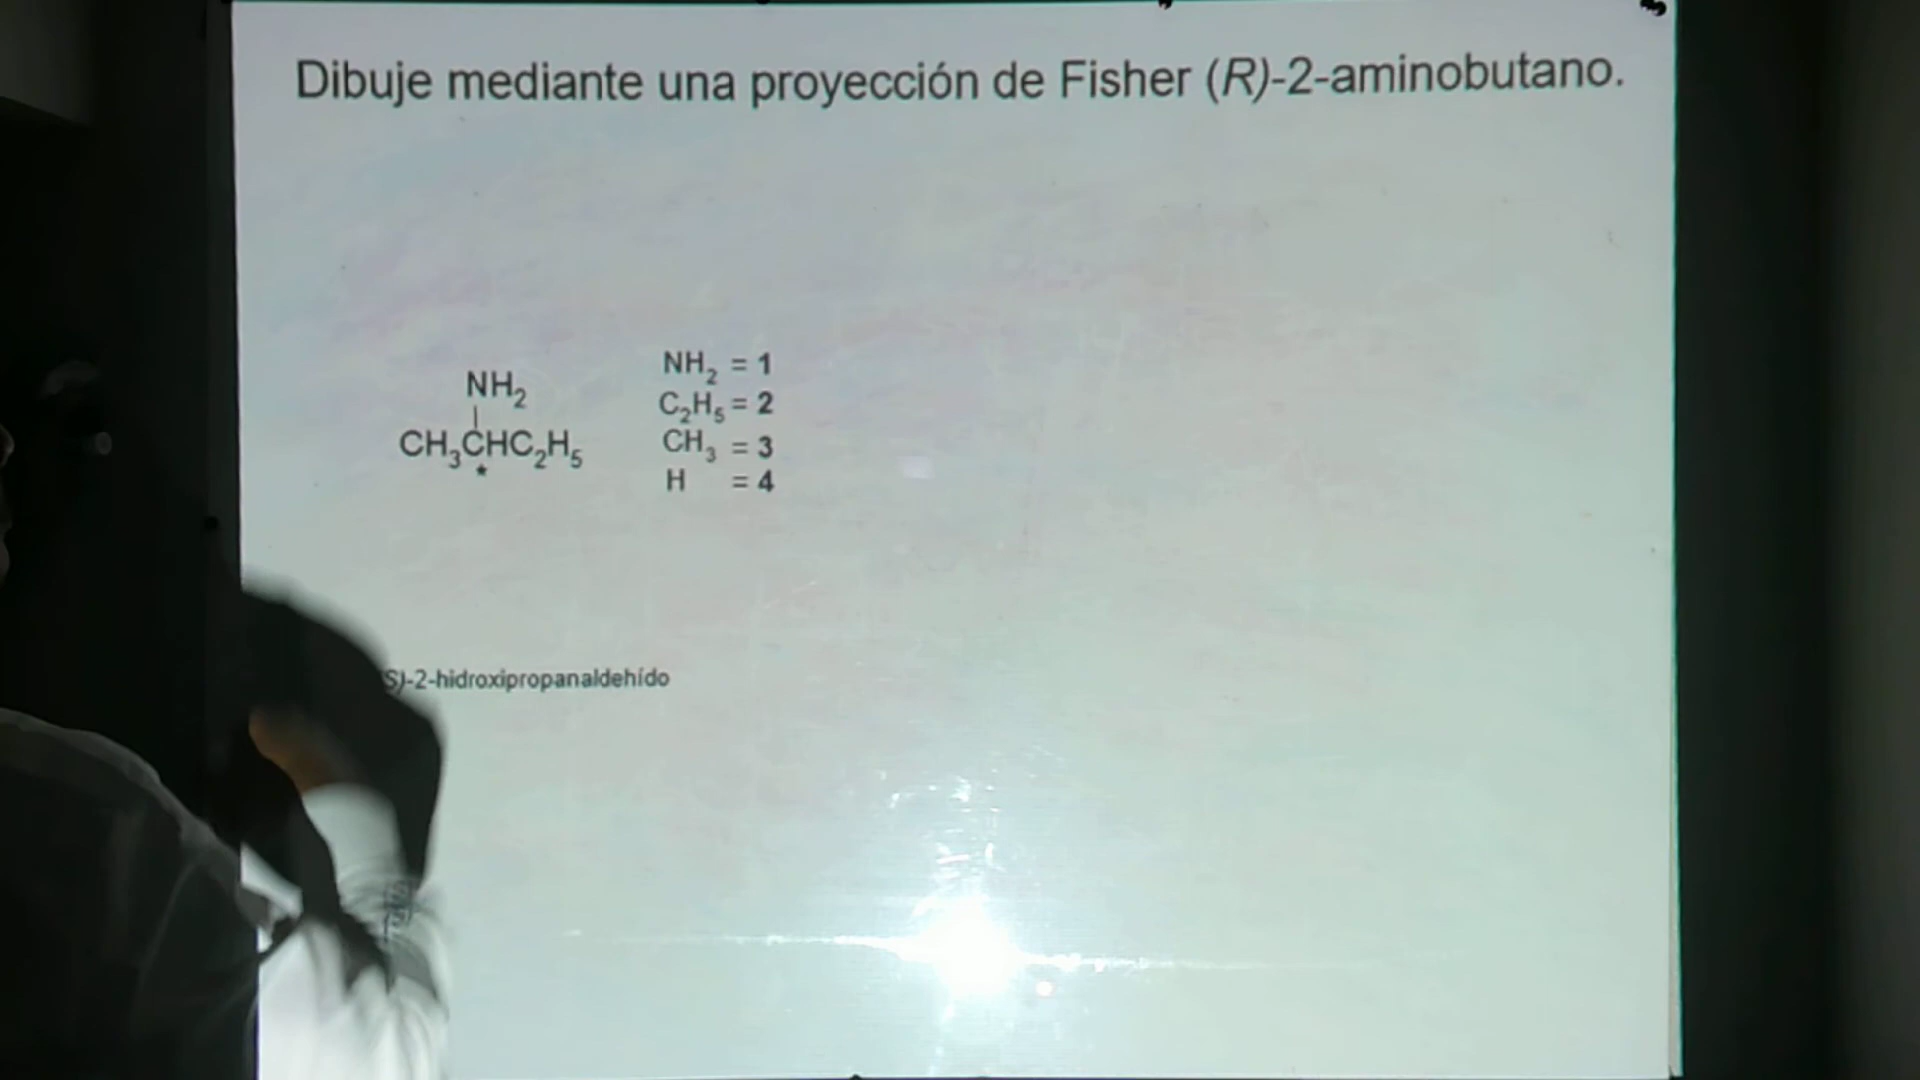 Dibuje mediante una proyección de Fisher (R)-2-aminobutano.
NH₂
CH₃CHC₂H₅
*
NH₂ = 1
C₂H₅ = 2
CH₃ = 3
H = 4
S)-2-hidroxipropanaldehído